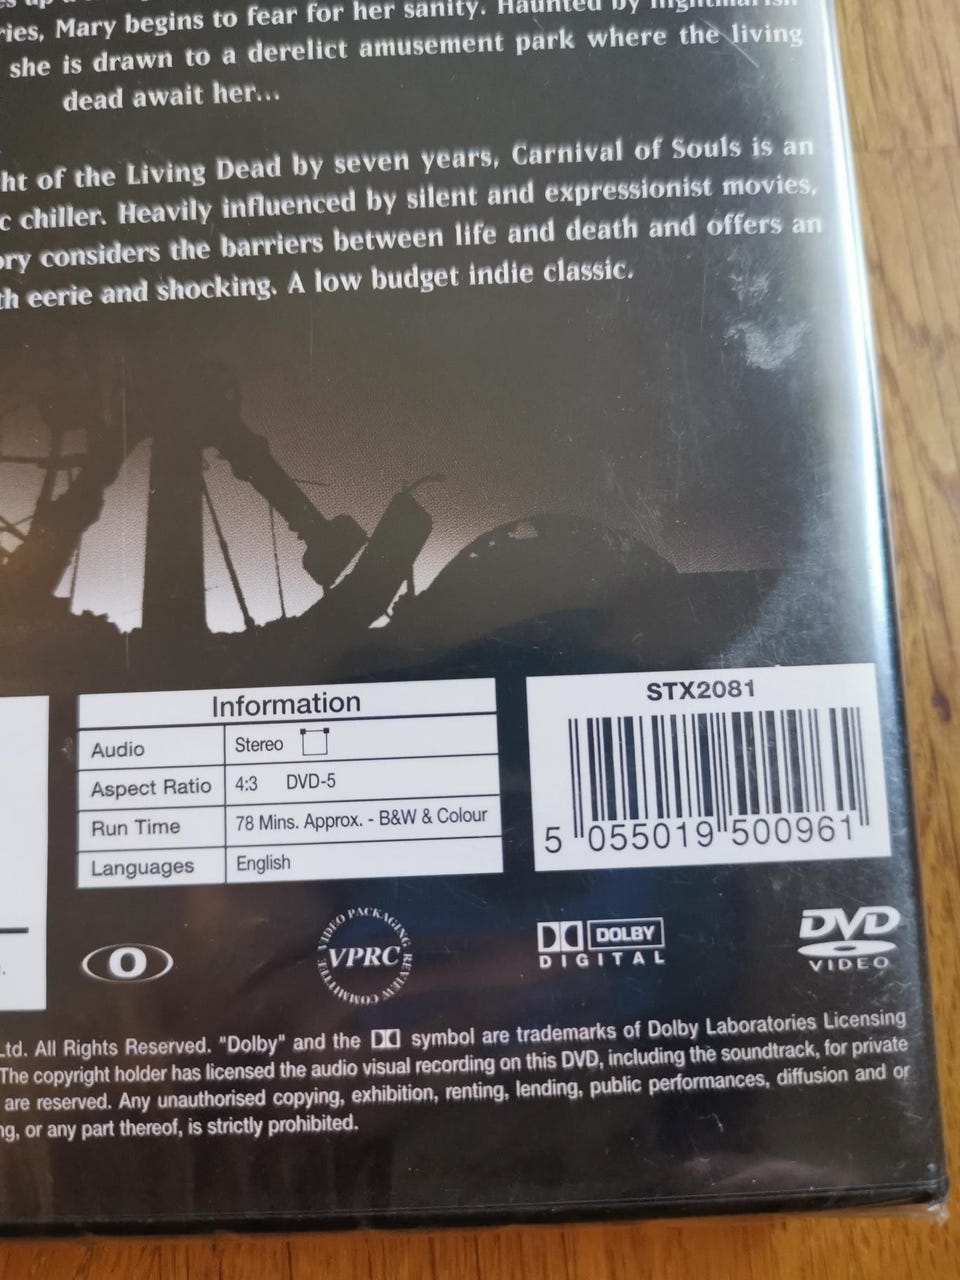 ries, Mary begins to fear for her sanity. Haunted by nightmarish
she is drawn to a derelict amusement park where the living
dead await her...
ht of the Living Dead by seven years, Carnival of Souls is an
c chiller. Heavily influenced by silent and expressionist movies,
ory considers the barriers between life and death and offers an
th eerie and shocking. A low budget indie classic.
Information
Audio Stereo
Aspect Ratio 4:3 DVD-5
Run Time 78 Mins. Approx. - B&W & Colour
Languages English
STX2081
5 055019 500961
0
VIDEO PACKAGING REVIEW COMMITTEE
VPRC
DOLBY
DIGITAL
DVD
VIDEO
Ltd. All Rights Reserved. "Dolby" and the symbol are trademarks of Dolby Laboratories Licensing
The copyright holder has licensed the audio visual recording on this DVD, including the soundtrack, for private
are reserved. Any unauthorised copying, exhibition, renting, lending, public performances, diffusion and or
ng, or any part thereof, is strictly prohibited.